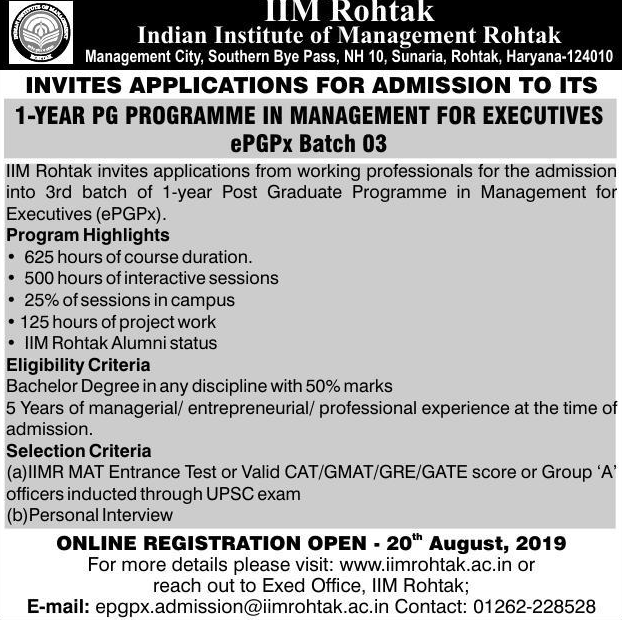 IIM Rohtak
Indian Institute of Management Rohtak
Management City, Southern Bye Pass, NH 10, Sunaria, Rohtak, Haryana-124010
INVITES APPLICATIONS FOR ADMISSION TO ITS
1-YEAR PG PROGRAMME IN MANAGEMENT FOR EXECUTIVES
ePGPx Batch 03
IIM Rohtak invites applications from working professionals for the admission
into 3rd batch of 1-year Post Graduate Programme in Management for
Executives (ePGPx).
Program Highlights
• 625 hours of course duration.
• 500 hours of interactive sessions
• 25% of sessions in campus
• 125 hours of project work
• IIM Rohtak Alumni status
Eligibility Criteria
Bachelor Degree in any discipline with 50% marks
5 Years of managerial/ entrepreneurial/ professional experience at the time of
admission.
Selection Criteria
(a)IIMR MAT Entrance Test or Valid CAT/GMAT/GRE/GATE score or Group ‘A’
officers inducted through UPSC exam
(b)Personal Interview
ONLINE REGISTRATION OPEN - 20th August, 2019
For more details please visit: www.iimrohtak.ac.in or
reach out to Exed Office, IIM Rohtak;
E-mail: epgpx.admission@iimrohtak.ac.in Contact: 01262-228528